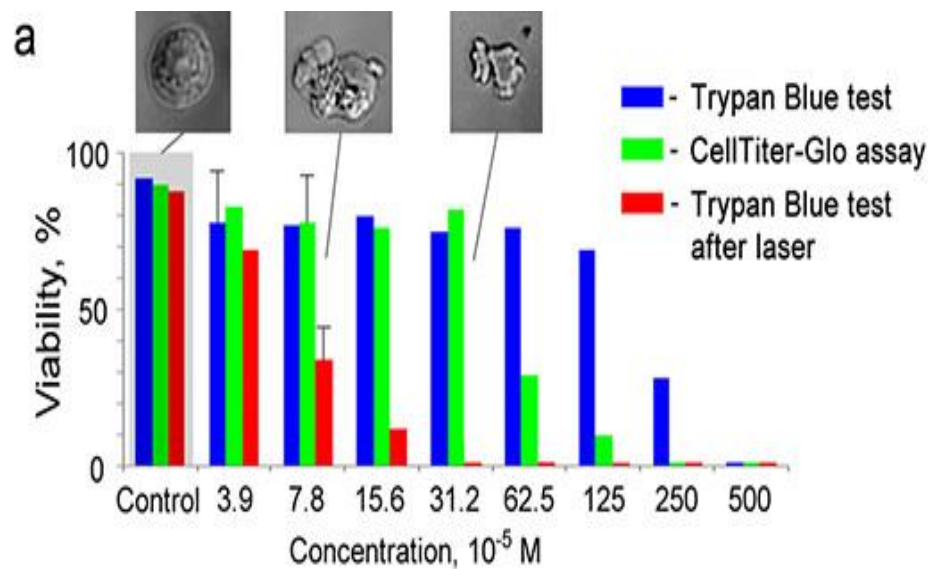 a
- Trypan Blue test
- CellTiter-Glo assay
- Trypan Blue test
after laser
Viability, %
100
50
0
Control 3.9 7.8 15.6 31.2 62.5 125 250 500
Concentration, 10⁻⁵ M